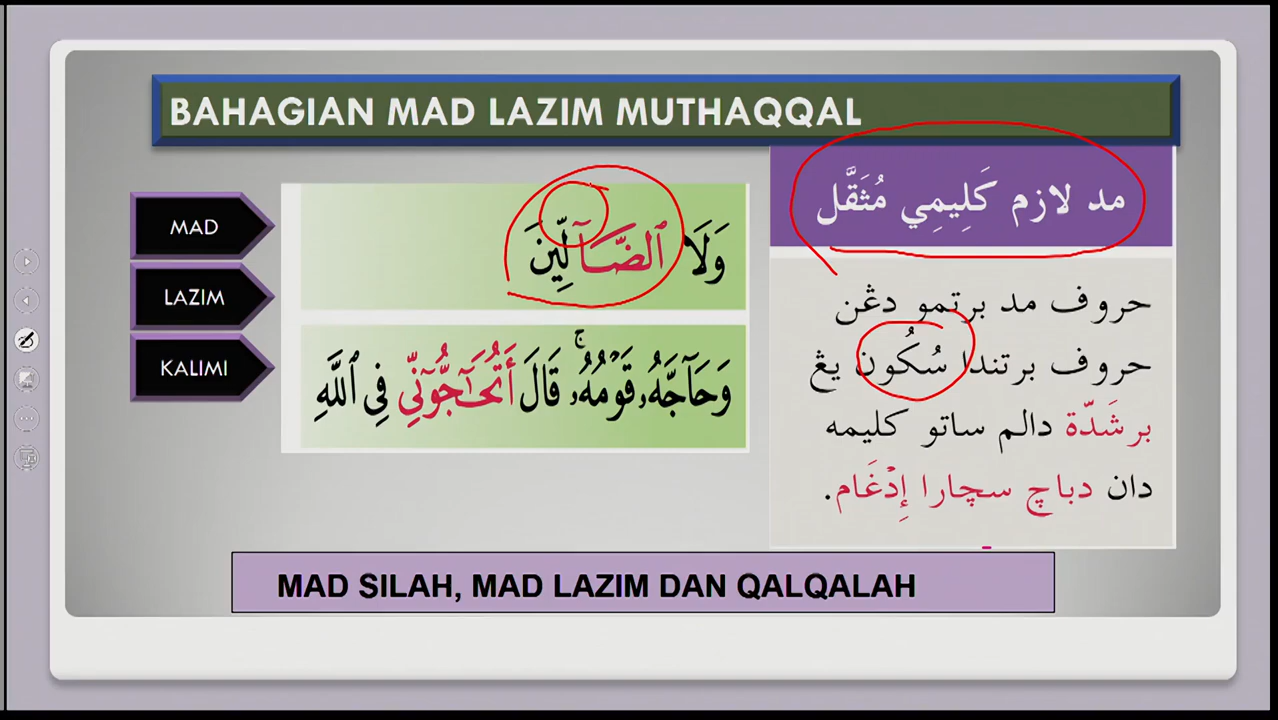 BAHAGIAN MAD LAZIM MUTHAQQAL
مد لازم كَلِيمِي مُثَقَّل
MAD
LAZIM
KALIMI
وَلَا ٱلضَّآلِّينَ
وَحَآجَّهُۥ قَوْمُهُۥۚ قَالَ أَتُحَـٰٓجُّوٓنِّي فِي ٱللَّهِ
حروف مد برتمو دڠن
حروف برتندا سُكُون يڠ
برشَدّة دالم ساتو كليمه
دان دباچ سچارا إِدْغَام.
MAD SILAH, MAD LAZIM DAN QALQALAH